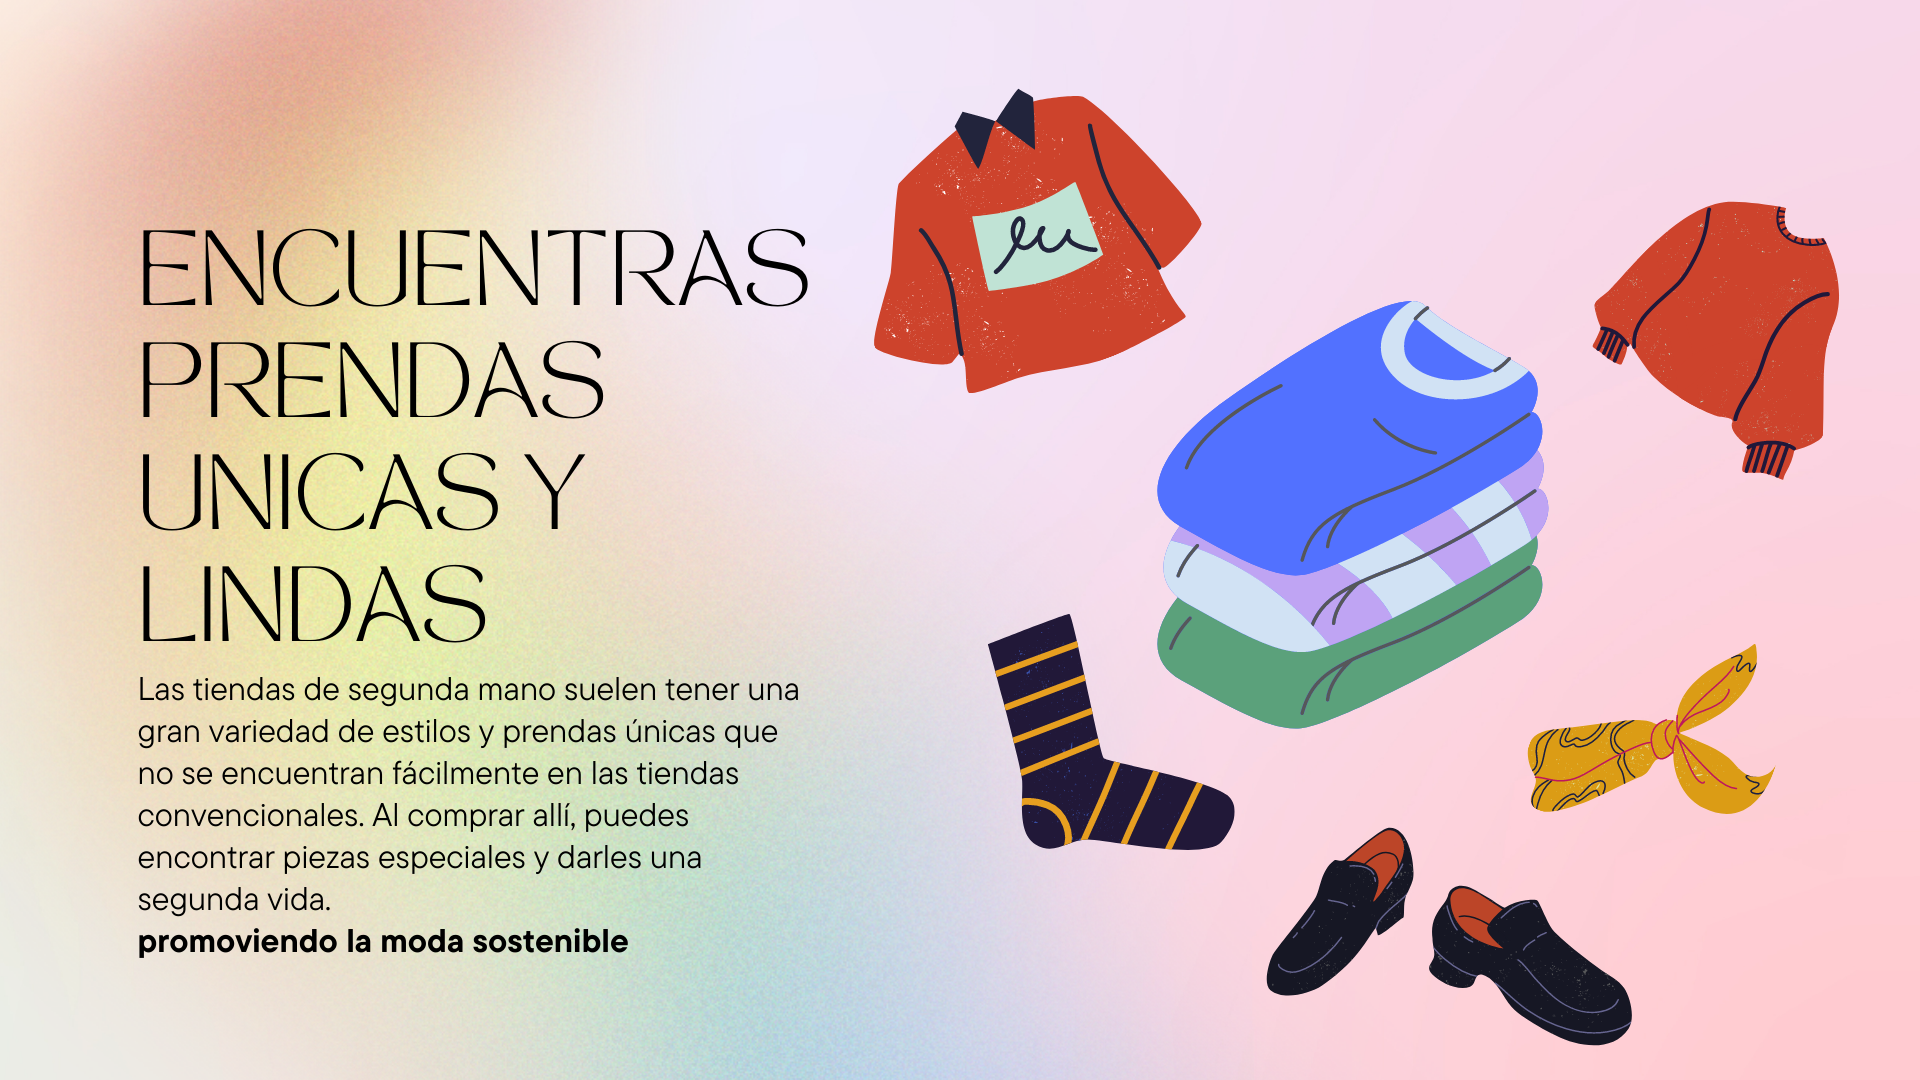 ENCUENTRAS
PRENDAS
UNICAS Y
LINDAS
Las tiendas de segunda mano suelen tener una
gran variedad de estilos y prendas únicas que
no se encuentran fácilmente en las tiendas
convencionales. Al comprar allí, puedes
encontrar piezas especiales y darles una
segunda vida.
promoviendo la moda sostenible